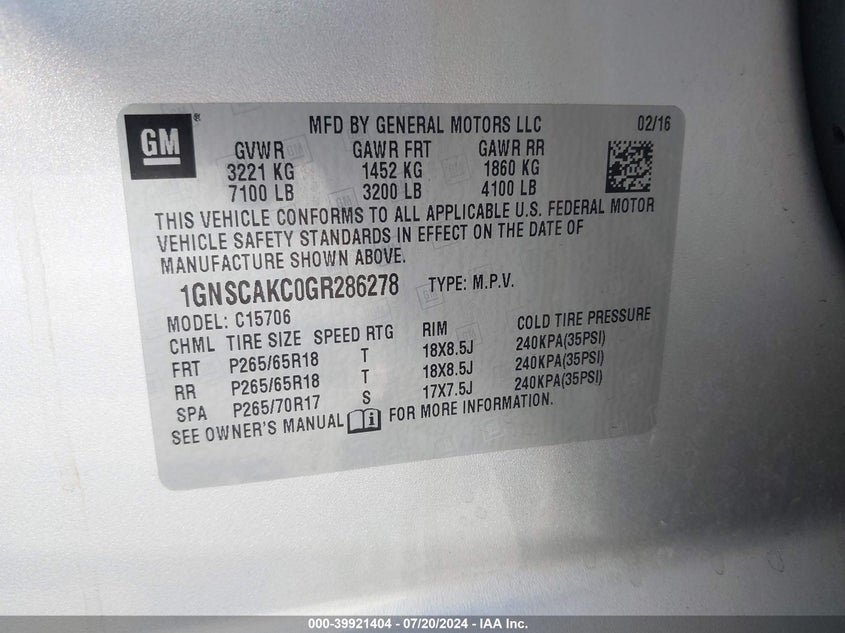 GM®
MFD BY GENERAL MOTORS LLC 02/16
GVWR GAWR FRT GAWR RR
3221 KG 1452 KG 1860 KG
7100 LB 3200 LB 4100 LB
THIS VEHICLE CONFORMS TO ALL APPLICABLE U.S. FEDERAL MOTOR
VEHICLE SAFETY STANDARDS IN EFFECT ON THE DATE OF
MANUFACTURE SHOWN ABOVE.
1GNSCAKC0GR286278 TYPE: M.P.V.
MODEL: C15706
CHML TIRE SIZE SPEED RTG RIM COLD TIRE PRESSURE
FRT P265/65R18 T 18X8.5J 240KPA(35PSI)
RR P265/65R18 T 18X8.5J 240KPA(35PSI)
SPA P265/70R17 S 17X7.5J 240KPA(35PSI)
SEE OWNER'S MANUAL i FOR MORE INFORMATION.
000-39921404 - 07/20/2024 - IAA Inc.